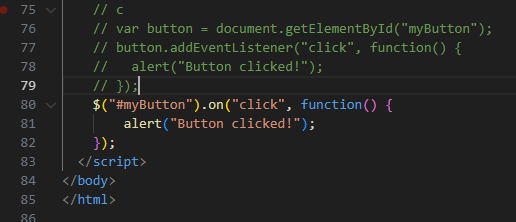 75 // c
76 // var button = document.getElementById("myButton");
77 // button.addEventListener("click", function() {
78 //   alert("Button clicked!");
79 // });
80 $("#myButton").on("click", function() {
81     alert("Button clicked!");
82 });
83 </script>
84 </body>
85 </html>
86